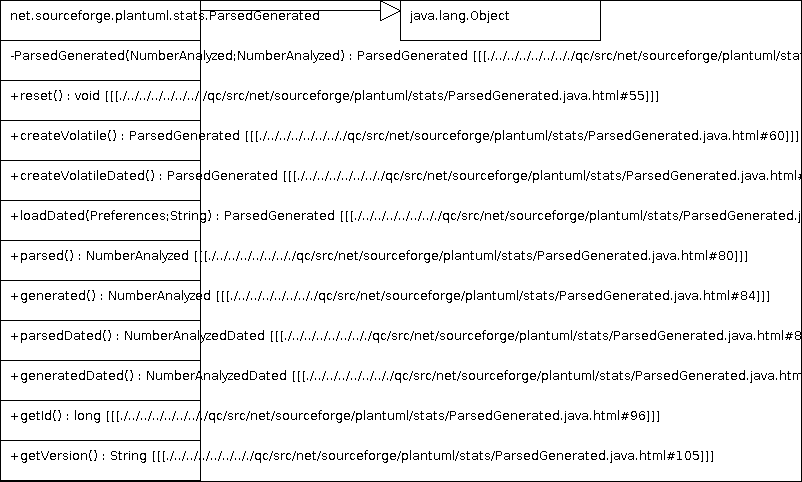 net.sourceforge.plantuml.stats.ParsedGenerated
java.lang.Object
-ParsedGenerated(NumberAnalyzed;NumberAnalyzed) : ParsedGenerated [[[./../../../../../../../qc/src/net/sourceforge/plantuml/stats
+reset() : void [[[./../../../../../../../qc/src/net/sourceforge/plantuml/stats/ParsedGenerated.java.html#55]]]
+createVolatile() : ParsedGenerated [[[./../../../../../../../qc/src/net/sourceforge/plantuml/stats/ParsedGenerated.java.html#60]]]
+createVolatileDated() : ParsedGenerated [[[./../../../../../../../qc/src/net/sourceforge/plantuml/stats/ParsedGenerated.java.html#
+loadDated(Preferences;String) : ParsedGenerated [[[./../../../../../../../qc/src/net/sourceforge/plantuml/stats/ParsedGenerated.j
+parsed() : NumberAnalyzed [[[./../../../../../../../qc/src/net/sourceforge/plantuml/stats/ParsedGenerated.java.html#80]]]
+generated() : NumberAnalyzed [[[./../../../../../../../qc/src/net/sourceforge/plantuml/stats/ParsedGenerated.java.html#84]]]
+parsedDated() : NumberAnalyzedDated [[[./../../../../../../../qc/src/net/sourceforge/plantuml/stats/ParsedGenerated.java.html#8
+generatedDated() : NumberAnalyzedDated [[[./../../../../../../../qc/src/net/sourceforge/plantuml/stats/ParsedGenerated.java.htm
+getId() : long [[[./../../../../../../../qc/src/net/sourceforge/plantuml/stats/ParsedGenerated.java.html#96]]]
+getVersion() : String [[[./../../../../../../../qc/src/net/sourceforge/plantuml/stats/ParsedGenerated.java.html#105]]]